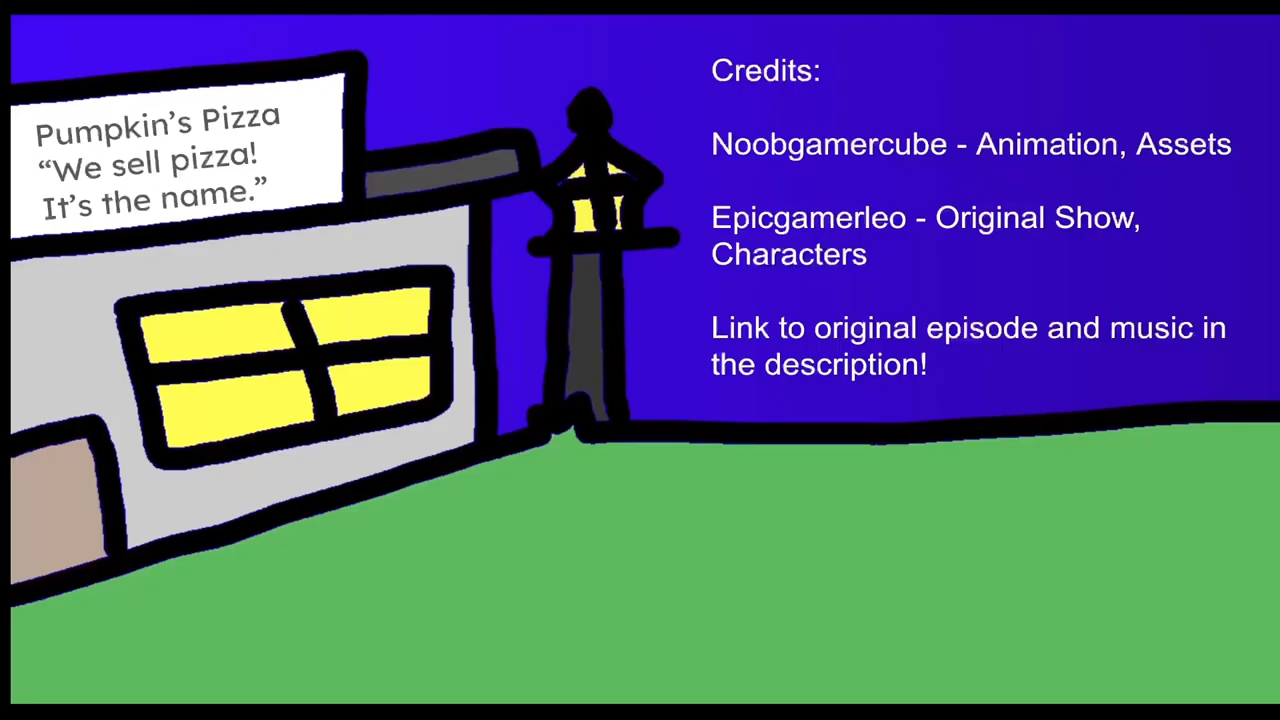 Pumpkin’s Pizza
“We sell pizza!
It’s the name.”
Credits:
Noobgamercube - Animation, Assets
Epicgamerleo - Original Show,
Characters
Link to original episode and music in
the description!